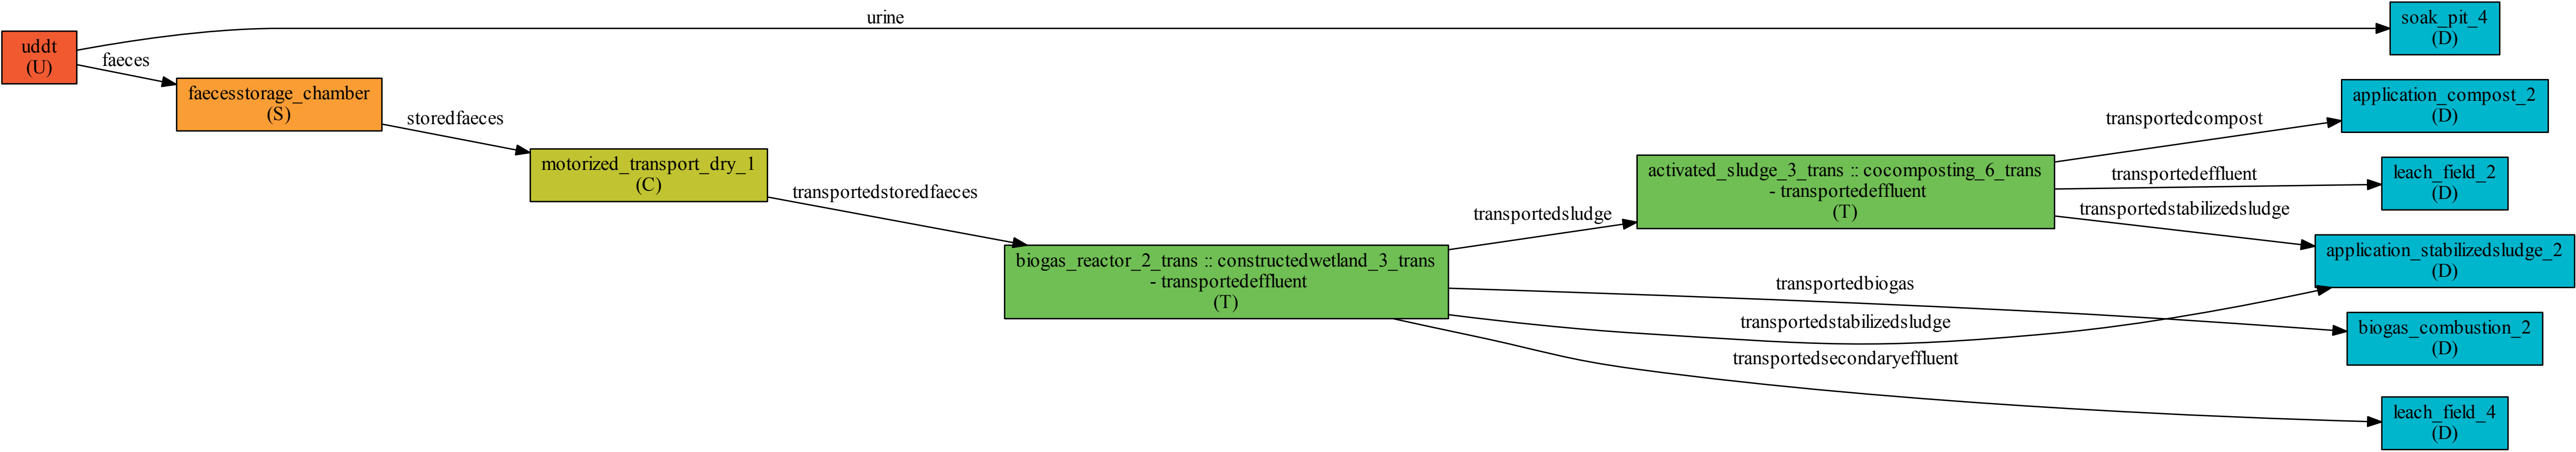 uddt
(U)
urine
faeces
faecesstorage_chamber
(S)
storedfaeces
motorized_transport_dry_1
(C)
transportedstoredfaeces
biogas_reactor_2_trans :: constructedwetland_3_trans
- transportedeffluent
(T)
transportedsludge
transportedbiogas
transportedstabilizedsludge
transportedsecondaryeffluent
activated_sludge_3_trans :: cocomposting_6_trans
- transportedeffluent
(T)
transportedcompost
transportedeffluent
transportedstabilizedsludge
soak_pit_4
(D)
application_compost_2
(D)
leach_field_2
(D)
application_stabilizedsludge_2
(D)
biogas_combustion_2
(D)
leach_field_4
(D)